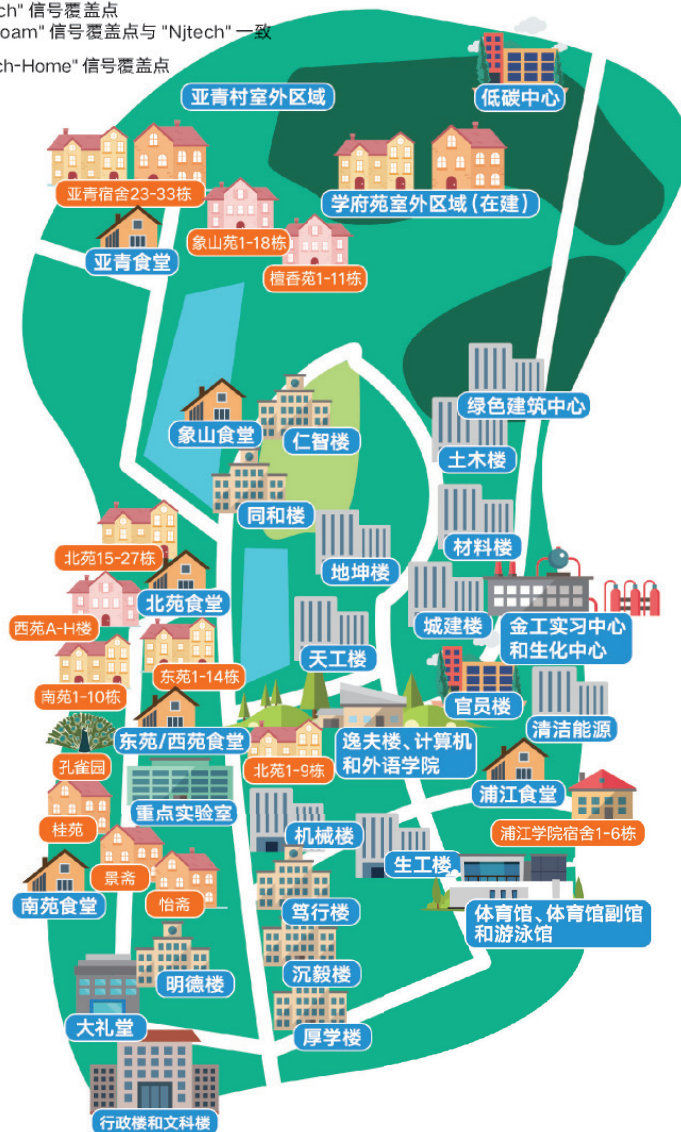 ch" 信号覆盖点
oam" 信号覆盖点与 "Njtech" 一致
ch-Home" 信号覆盖点
低碳中心
亚青村室外区域
亚青宿舍23-33栋
学府苑室外区域(在建)
象山苑1-18栋
亚青食堂
檀香苑1-11栋
绿色建筑中心
象山食堂
仁智楼
土木楼
同和楼
材料楼
北苑15-27栋
地坤楼
北苑食堂
西苑A-H楼
城建楼
金工实习中心
和生化中心
天工楼
东苑1-14栋
南苑1-10栋
官员楼
清洁能源
东苑/西苑食堂
逸夫楼、计算机
和外语学院
孔雀园
北苑1-9栋
浦江食堂
重点实验室
桂苑
机械楼
浦江学院宿舍1-6栋
生工楼
景斋
南苑食堂
怡斋
笃行楼
体育馆、体育馆副馆
和游泳馆
沉毅楼
明德楼
大礼堂
厚学楼
行政楼和文科楼